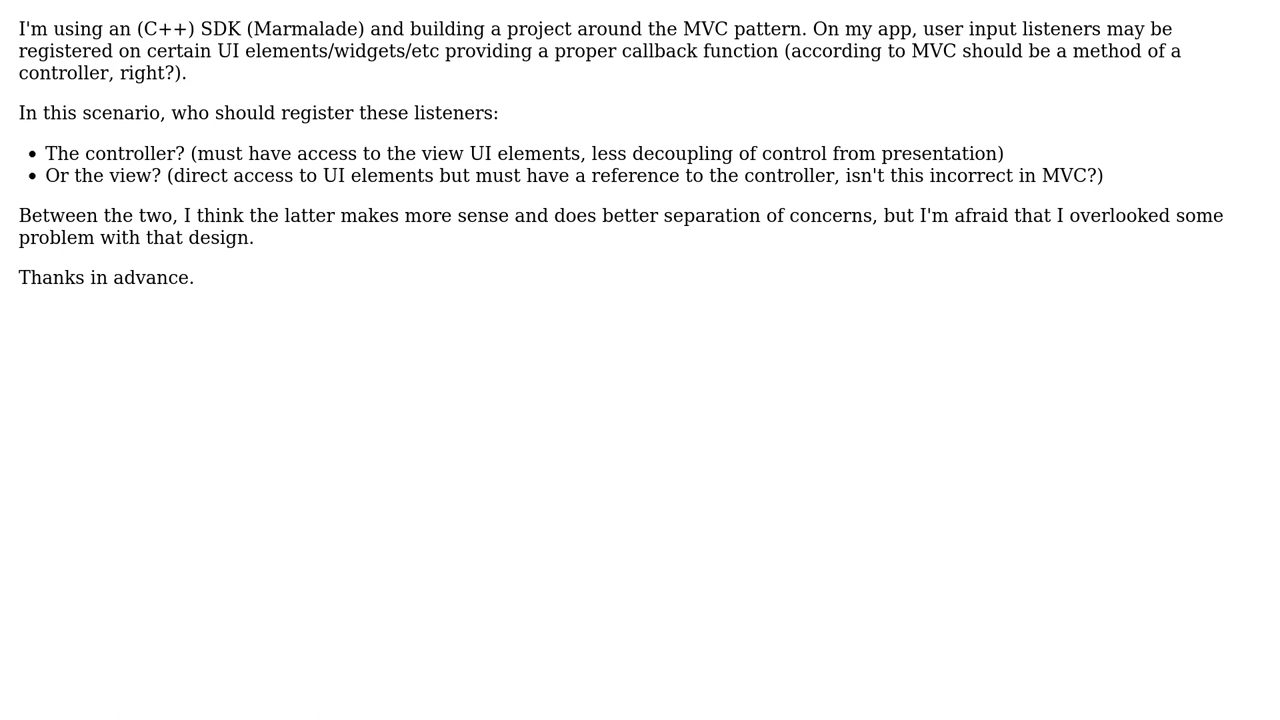 I'm using an (C++) SDK (Marmalade) and building a project around the MVC pattern. On my app, user input listeners may be
registered on certain UI elements/widgets/etc providing a proper callback function (according to MVC should be a method of a
controller, right?).
In this scenario, who should register these listeners:
• The controller? (must have access to the view UI elements, less decoupling of control from presentation)
• Or the view? (direct access to UI elements but must have a reference to the controller, isn't this incorrect in MVC?)
Between the two, I think the latter makes more sense and does better separation of concerns, but I'm afraid that I overlooked some
problem with that design.
Thanks in advance.